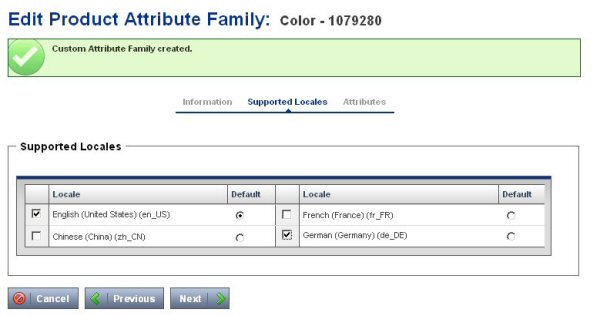 Edit Product Attribute Family: Color - 1079280
Custom Attribute Family created.
Information Supported Locales Attributes
Supported Locales
Locale Default Locale Default
English (United States) (en_US) French (France) (fr_FR)
Chinese (China) (zh_CN) German (Germany) (de_DE)
Cancel Previous Next